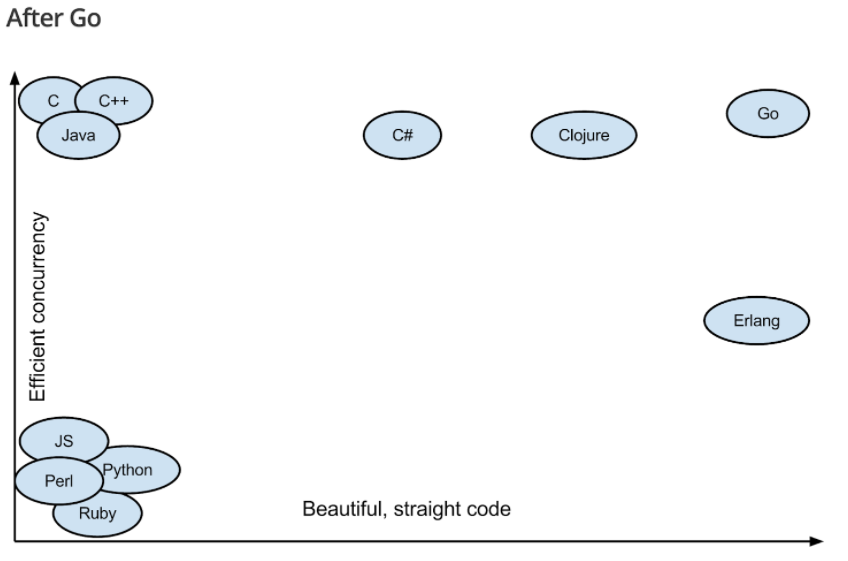 After Go
C
C++
Java
C#
Clojure
Go
Efficient concurrency
Erlang
JS
Python
Perl
Ruby
Beautiful, straight code